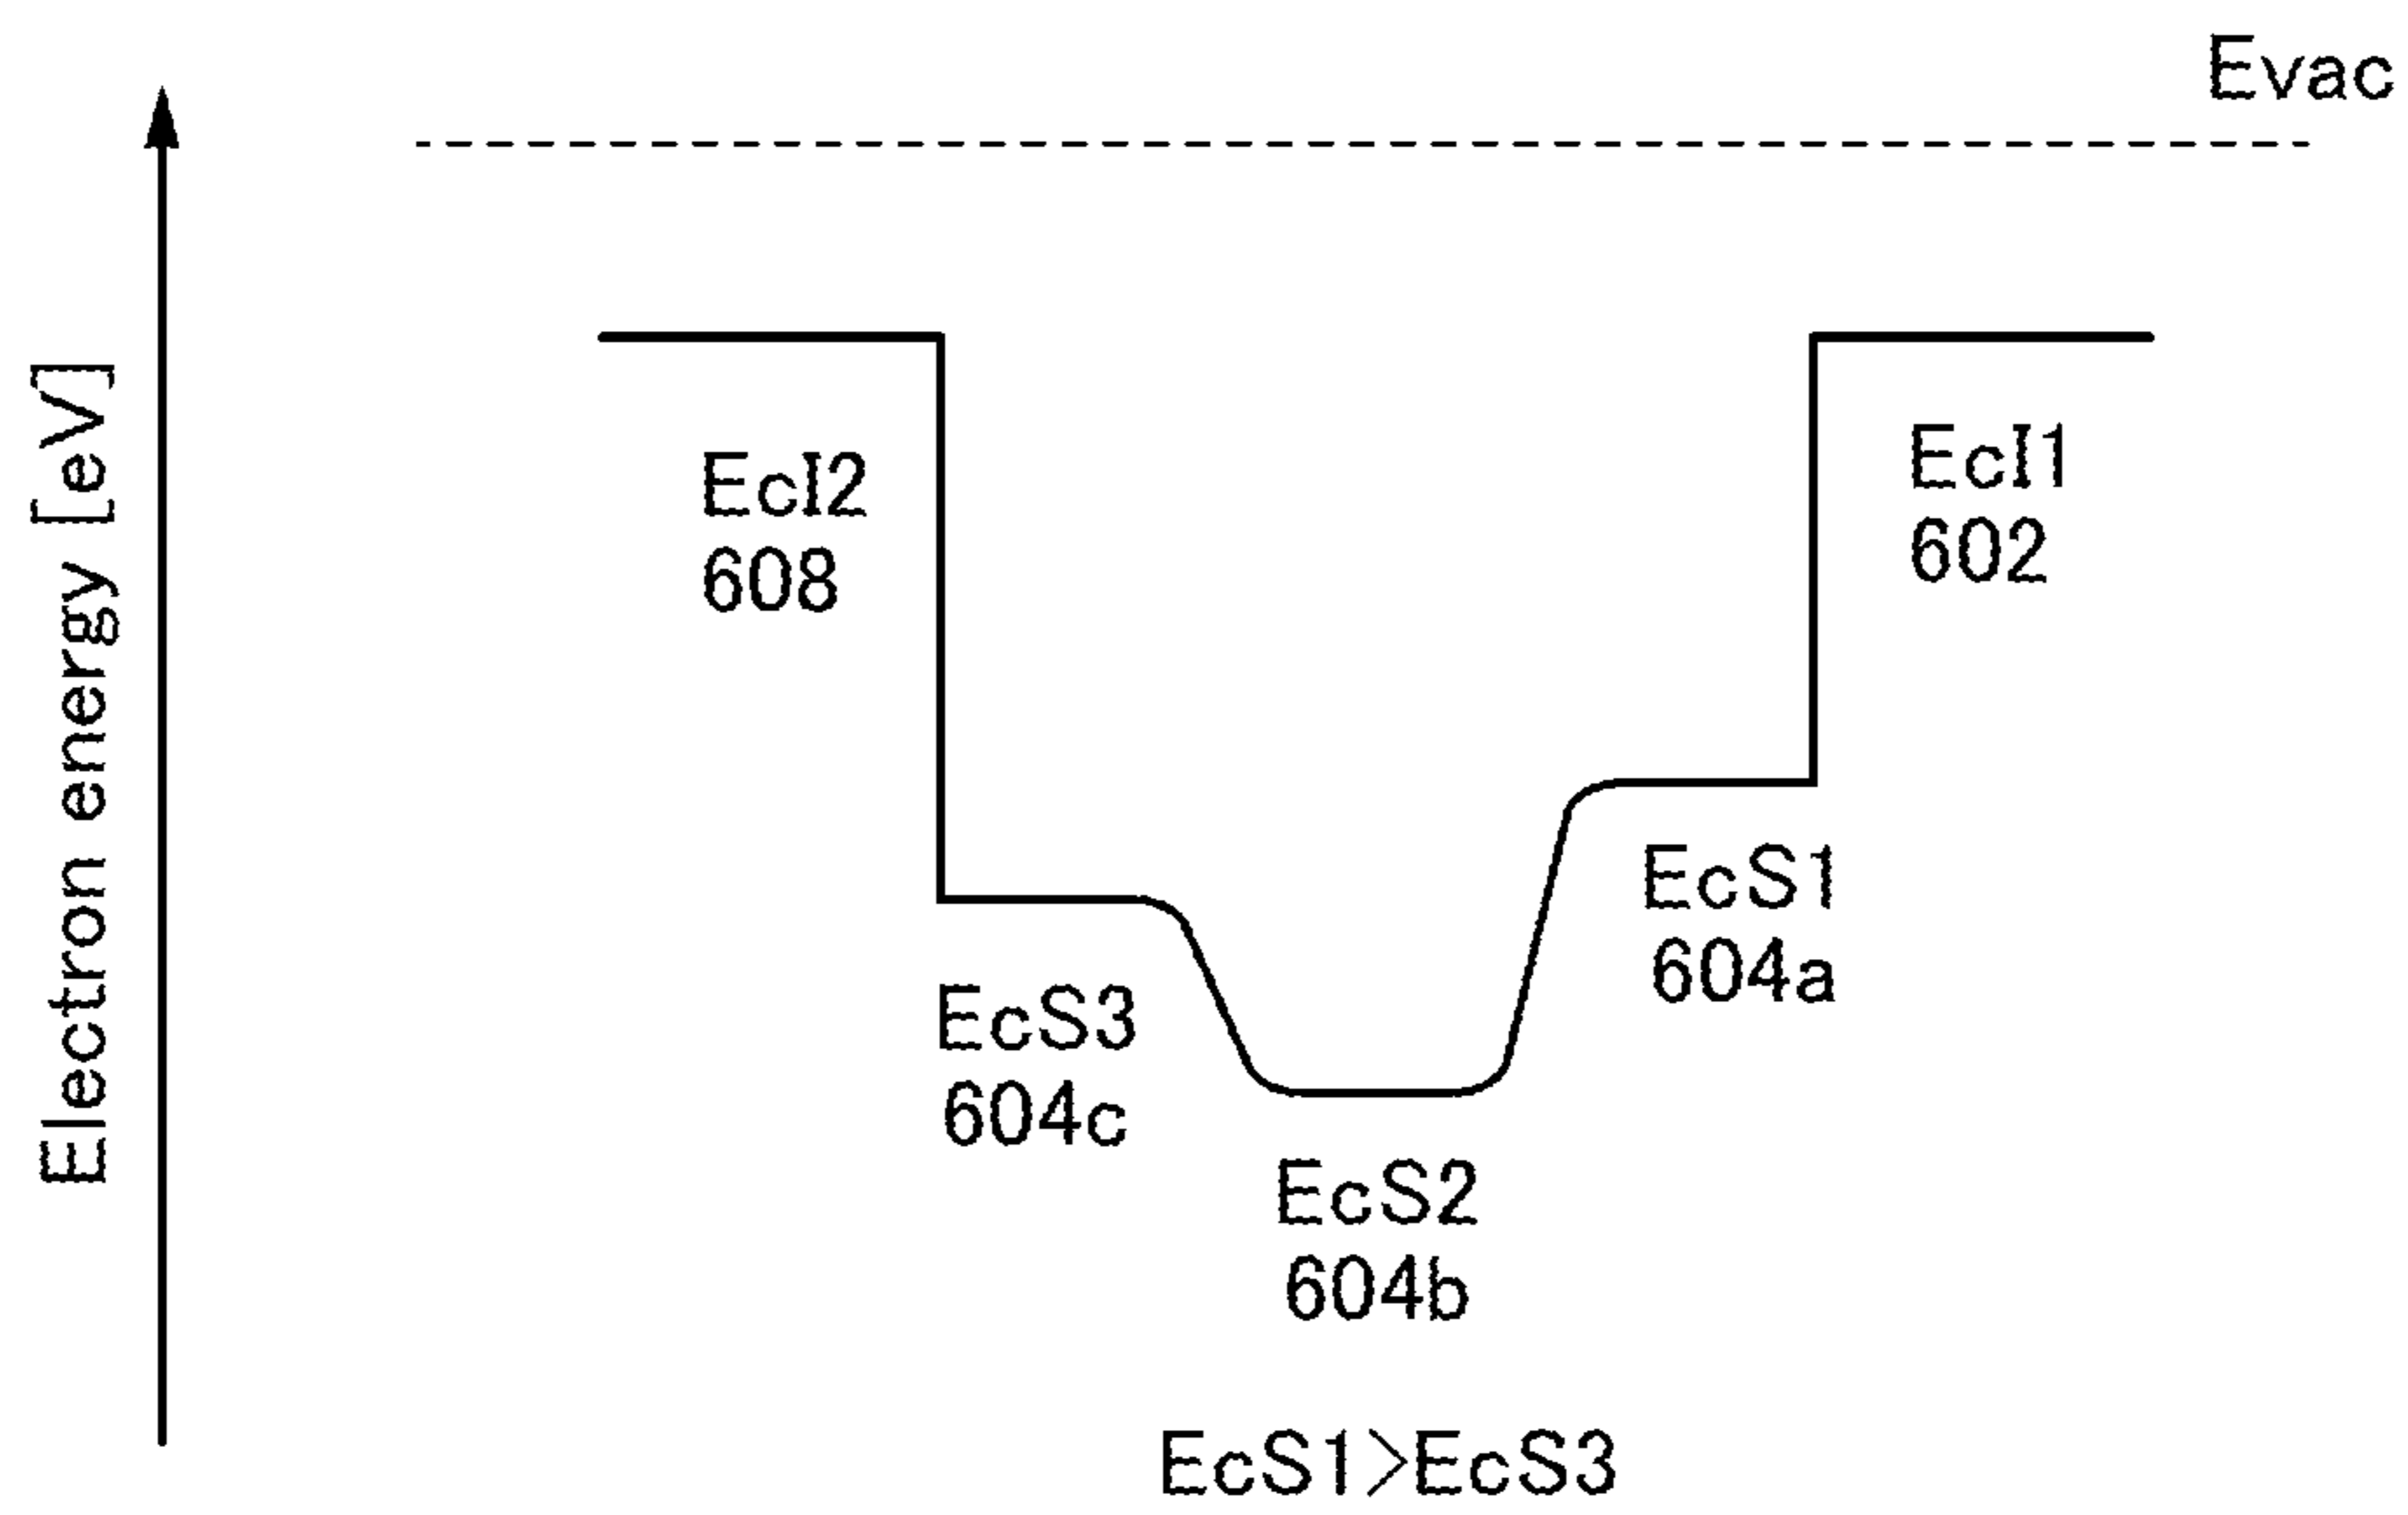 Evac
Electron energy [eV]
EcI2
608
EcI1
602
EcS1
604a
EcS3
604c
EcS2
604b
EcS1>EcS3